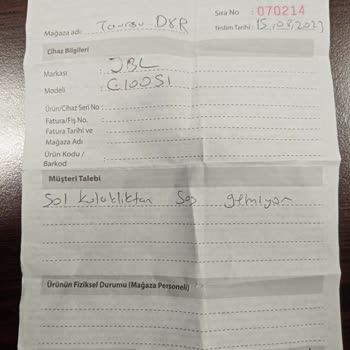 Sıra No : 070214
Mağaza adı : Tansu D&R Teslim Tarihi 15.08.2023
Cihaz Bilgileri
Markası : JBL
Modeli : C100SI
Ürün/Cihaz Seri No :
Fatura/Fiş No. :
Fatura Tarihi ve
Mağaza Adı :
Ürün Kodu /
Barkod :
Müşteri Talebi
Sol kulaklıktan Ses gelmiyor
Ürünün Fiziksel Durumu (Mağaza Personeli)